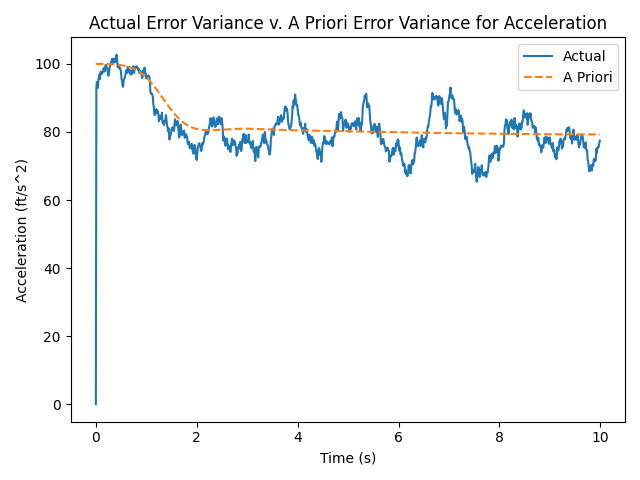 Actual Error Variance v. A Priori Error Variance for Acceleration
Actual
A Priori
Acceleration (ft/s^2)
100
80
60
40
20
0
0 2 4 6 8 10
Time (s)